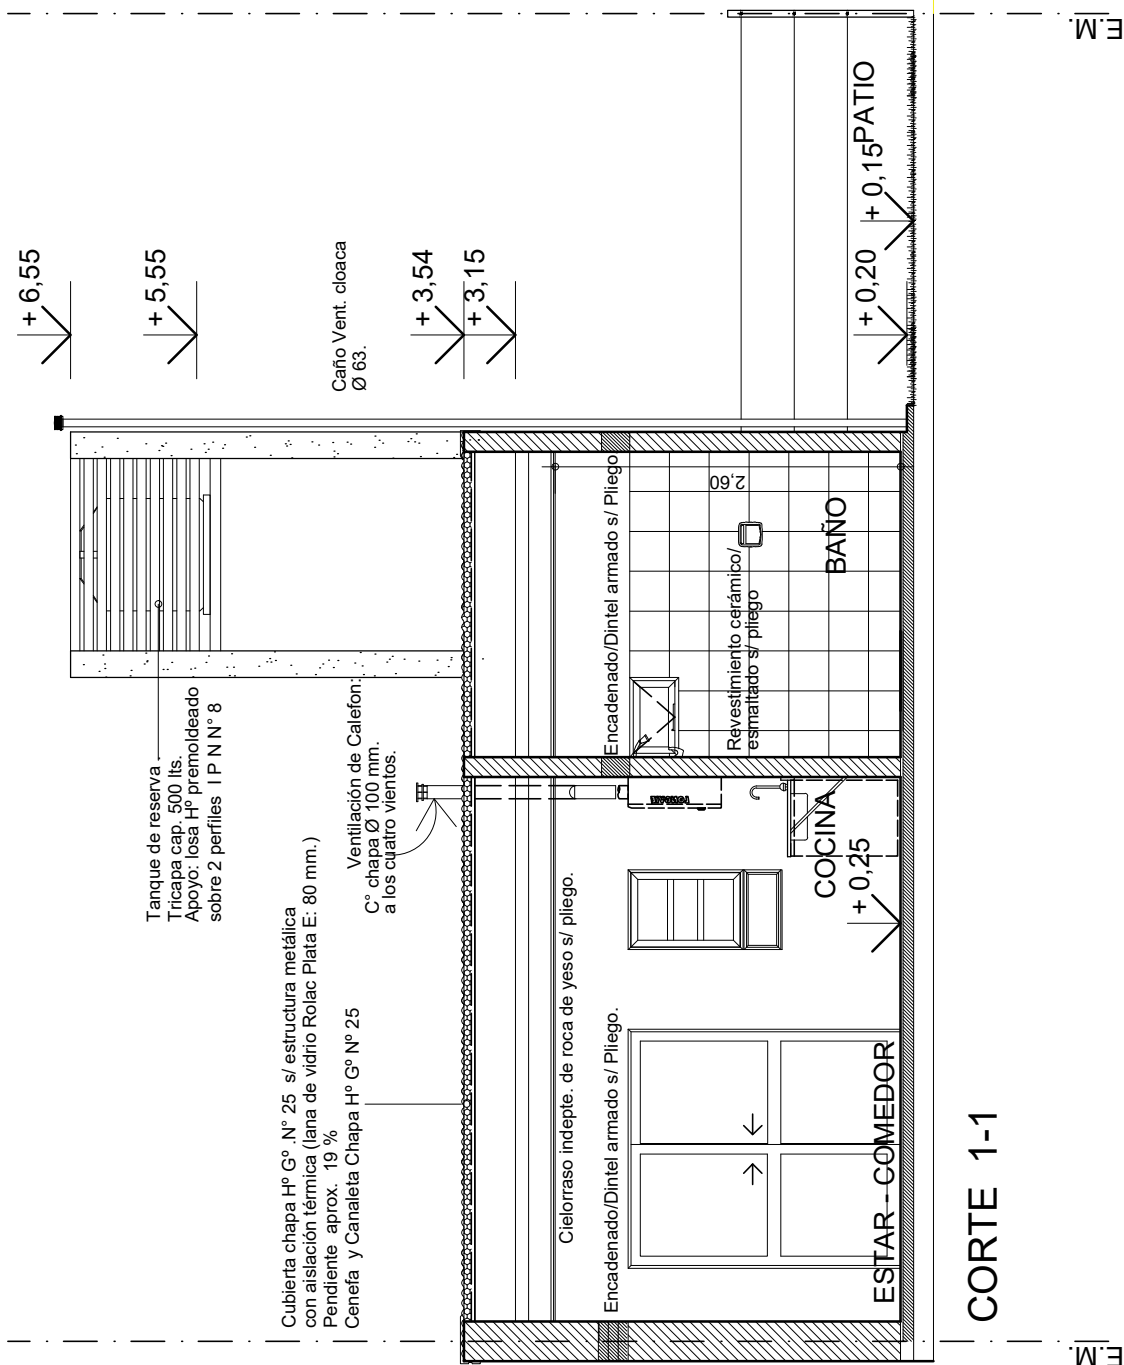 E.M.
E.M.
+ 6,55
+ 5,55
+ 3,54
+ 3,15
Caño Vent. cloaca
Ø 63.
+ 0,20
+ 0,15
PATIO
Tanque de reserva
Tricapa cap. 500 lts.
Apoyo: losa Hº premoldeado
sobre 2 perfiles I P N N° 8
Ventilación de Calefon:
C° chapa Ø 100 mm.
a los cuatro vientos.
Cubierta chapa Hº Gº .N° 25 s/ estructura metálica
con aislación térmica (lana de vidrio Rolac Plata E: 80 mm.)
Pendiente aprox. 19 %
Cenefa y Canaleta Chapa Hº Gº Nº 25
Cielorraso indepte. de roca de yeso s/ pliego.
Encadenado/Dintel armado s/ Pliego.
Encadenado/Dintel armado s/ Pliego
2,60
Revestimiento cerámico/
esmaltado s/ pliego
BAÑO
COCINA
+ 0,25
ESTAR - COMEDOR
CORTE 1-1